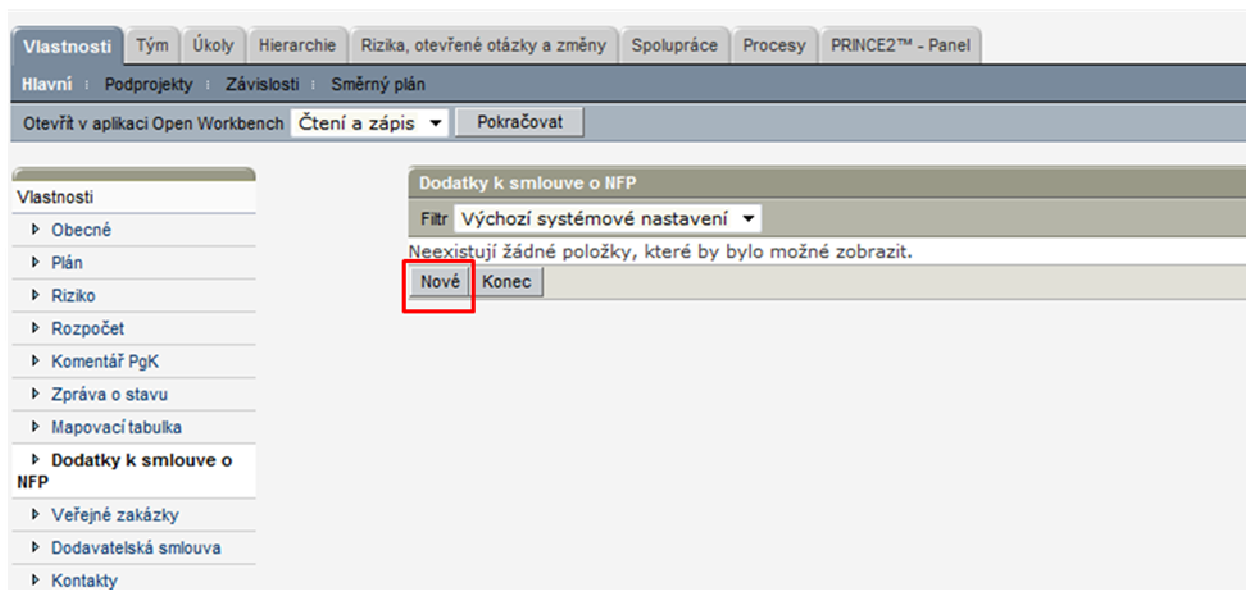 Vlastnosti Tým Úkoly Hierarchie Rizika, otevřené otázky a změny Spolupráce Procesy PRINCE2™ - Panel
Hlavní Podprojekty Závislosti Směrný plán
Otevřít v aplikaci Open Workbench Čtení a zápis Pokračovat
Vlastnosti
Obecné
Plán
Riziko
Rozpočet
Komentář PgK
Zpráva o stavu
Mapovací tabulka
Dodatky k smlouve o
NFP
Veřejné zakázky
Dodavatelská smlouva
Kontakty
Dodatky k smlouve o NFP
Filtr Výchozí systémové nastavení
Neexistují žádné položky, které by bylo možné zobrazit.
Nové Konec